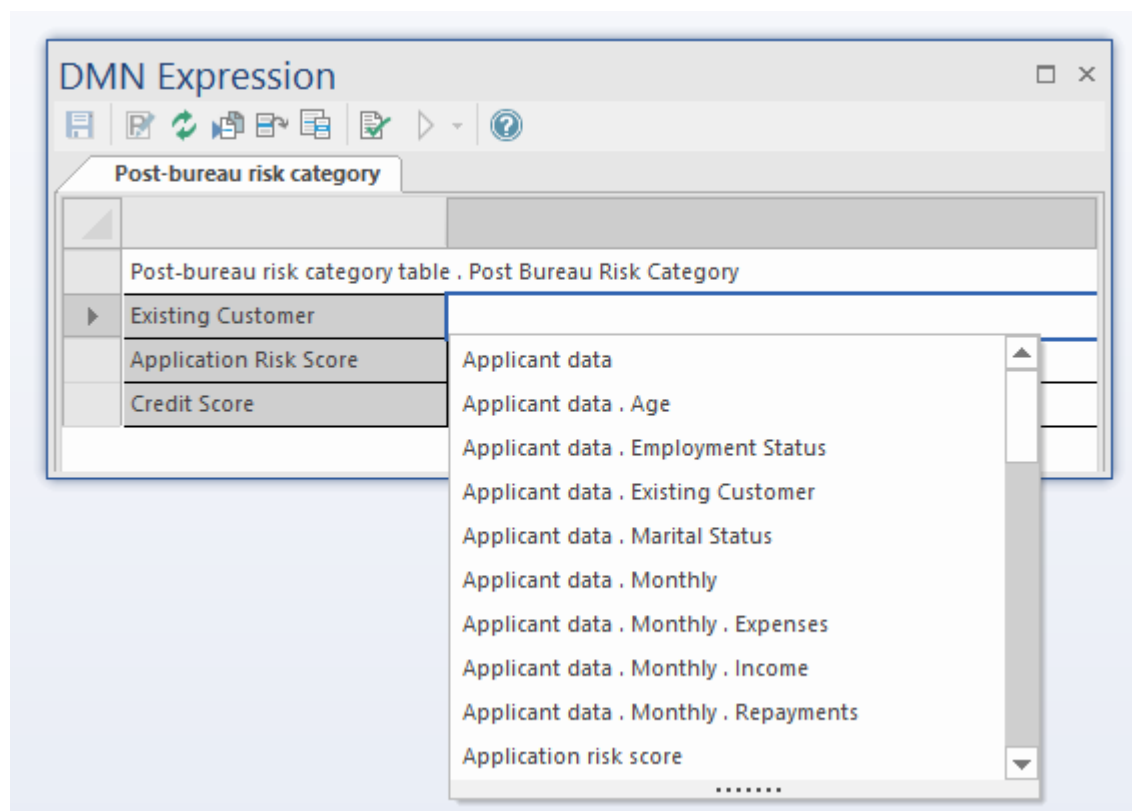 DMN Expression
Post-bureau risk category
Post-bureau risk category table . Post Bureau Risk Category
Existing Customer
Application Risk Score
Credit Score
Applicant data
Applicant data . Age
Applicant data . Employment Status
Applicant data . Existing Customer
Applicant data . Marital Status
Applicant data . Monthly
Applicant data . Monthly . Expenses
Applicant data . Monthly . Income
Applicant data . Monthly . Repayments
Application risk score